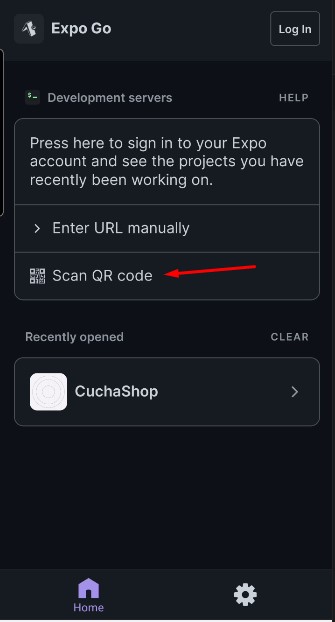 Expo Go
Log In
Development servers
HELP
Press here to sign in to your Expo
account and see the projects you have
recently been working on.
Enter URL manually
Scan QR code
Recently opened
CLEAR
CuchaShop
Home